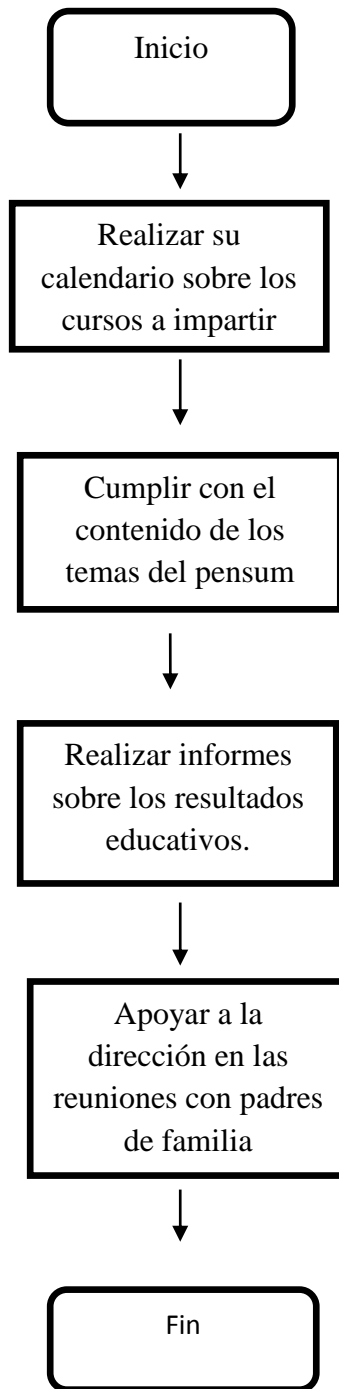 Inicio
Realizar su
calendario sobre los
cursos a impartir
Cumplir con el
contenido de los
temas del pensum
Realizar informes
sobre los resultados
educativos.
Apoyar a la
dirección en las
reuniones con padres
de familia
Fin